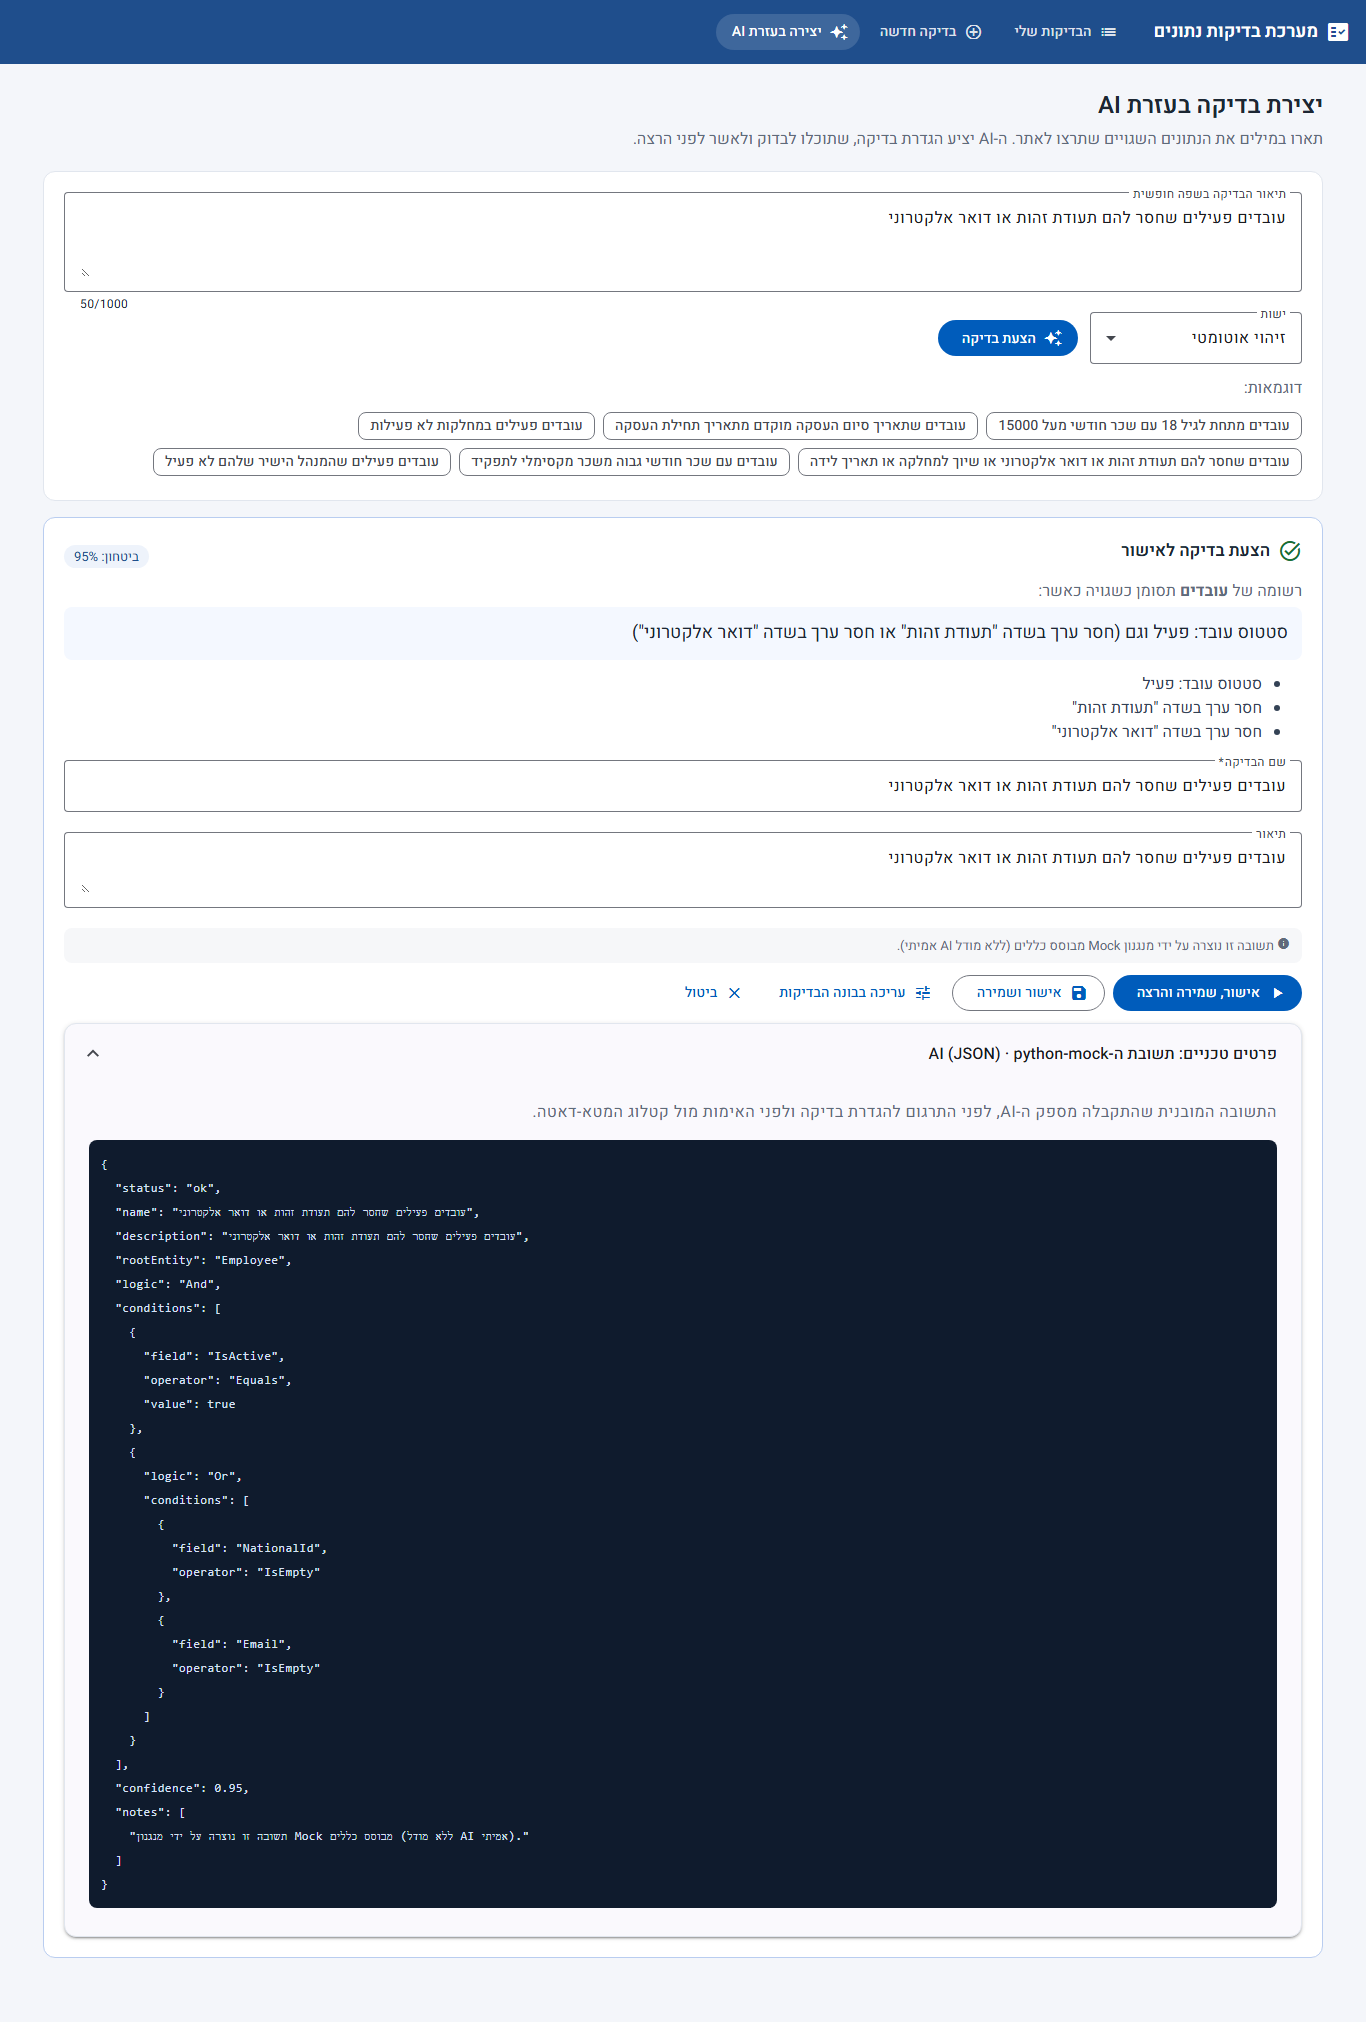 מערכת בדיקות נתונים
הבדיקות שלי
בדיקה חדשה
יצירה בעזרת AI
יצירת בדיקה בעזרת AI
תארו במילים את הנתונים השגויים שתרצו לאתר. ה-AI יציע הגדרת בדיקה, שתוכלו לבדוק ולאשר לפני הרצה.
תיאור הבדיקה בשפה חופשית
עובדים פעילים שחסר להם תעודת זהות או דואר אלקטרוני
50/1000
ישות
זיהוי אוטומטי
הצעת בדיקה
דוגמאות:
עובדים מתחת לגיל 18 עם שכר חודשי מעל 15000
עובדים שתאריך סיום העסקה מוקדם מתאריך תחילת העסקה
עובדים פעילים במחלקות לא פעילות
עובדים שחסר להם תעודת זהות או דואר אלקטרוני או שיוך למחלקה או תאריך לידה
עובדים עם שכר חודשי גבוה משכר מקסימלי לתפקיד
עובדים פעילים שהמנהל הישיר שלהם לא פעיל
הצעת בדיקה לאישור
ביטחון: 95%
רשומה של עובדים תסומן כשגויה כאשר:
סטטוס עובד: פעיל וגם (חסר ערך בשדה "תעודת זהות" או חסר ערך בשדה "דואר אלקטרוני")
סטטוס עובד: פעיל
חסר ערך בשדה "תעודת זהות"
חסר ערך בשדה "דואר אלקטרוני"
שם הבדיקה*
עובדים פעילים שחסר להם תעודת זהות או דואר אלקטרוני
תיאור
עובדים פעילים שחסר להם תעודת זהות או דואר אלקטרוני
תשובה זו נוצרה על ידי מנגנון Mock מבוסס כללים (ללא מודל AI אמיתי).
אישור, שמירה והרצה
אישור ושמירה
עריכה בבונה הבדיקות
ביטול
פרטים טכניים: תשובת ה-AI (JSON) · python-mock
התשובה המובנית שהתקבלה מספק ה-AI, לפני התרגום להגדרת בדיקה ולפני האימות מול קטלוג המטא-דאטה.
{
"status": "ok",
"name": "עובדים פעילים שחסר להם תעודת זהות או דואר אלקטרוני",
"description": "עובדים פעילים שחסר להם תעודת זהות או דואר אלקטרוני",
"rootEntity": "Employee",
"logic": "And",
"conditions": [
{
"field": "IsActive",
"operator": "Equals",
"value": true
},
{
"logic": "Or",
"conditions": [
{
"field": "NationalId",
"operator": "IsEmpty"
},
{
"field": "Email",
"operator": "IsEmpty"
}
]
}
],
"confidence": 0.95,
"notes": [
"תשובה זו נוצרה על ידי מנגנון Mock מבוסס כללים (ללא מודל AI אמיתי)."
]
}